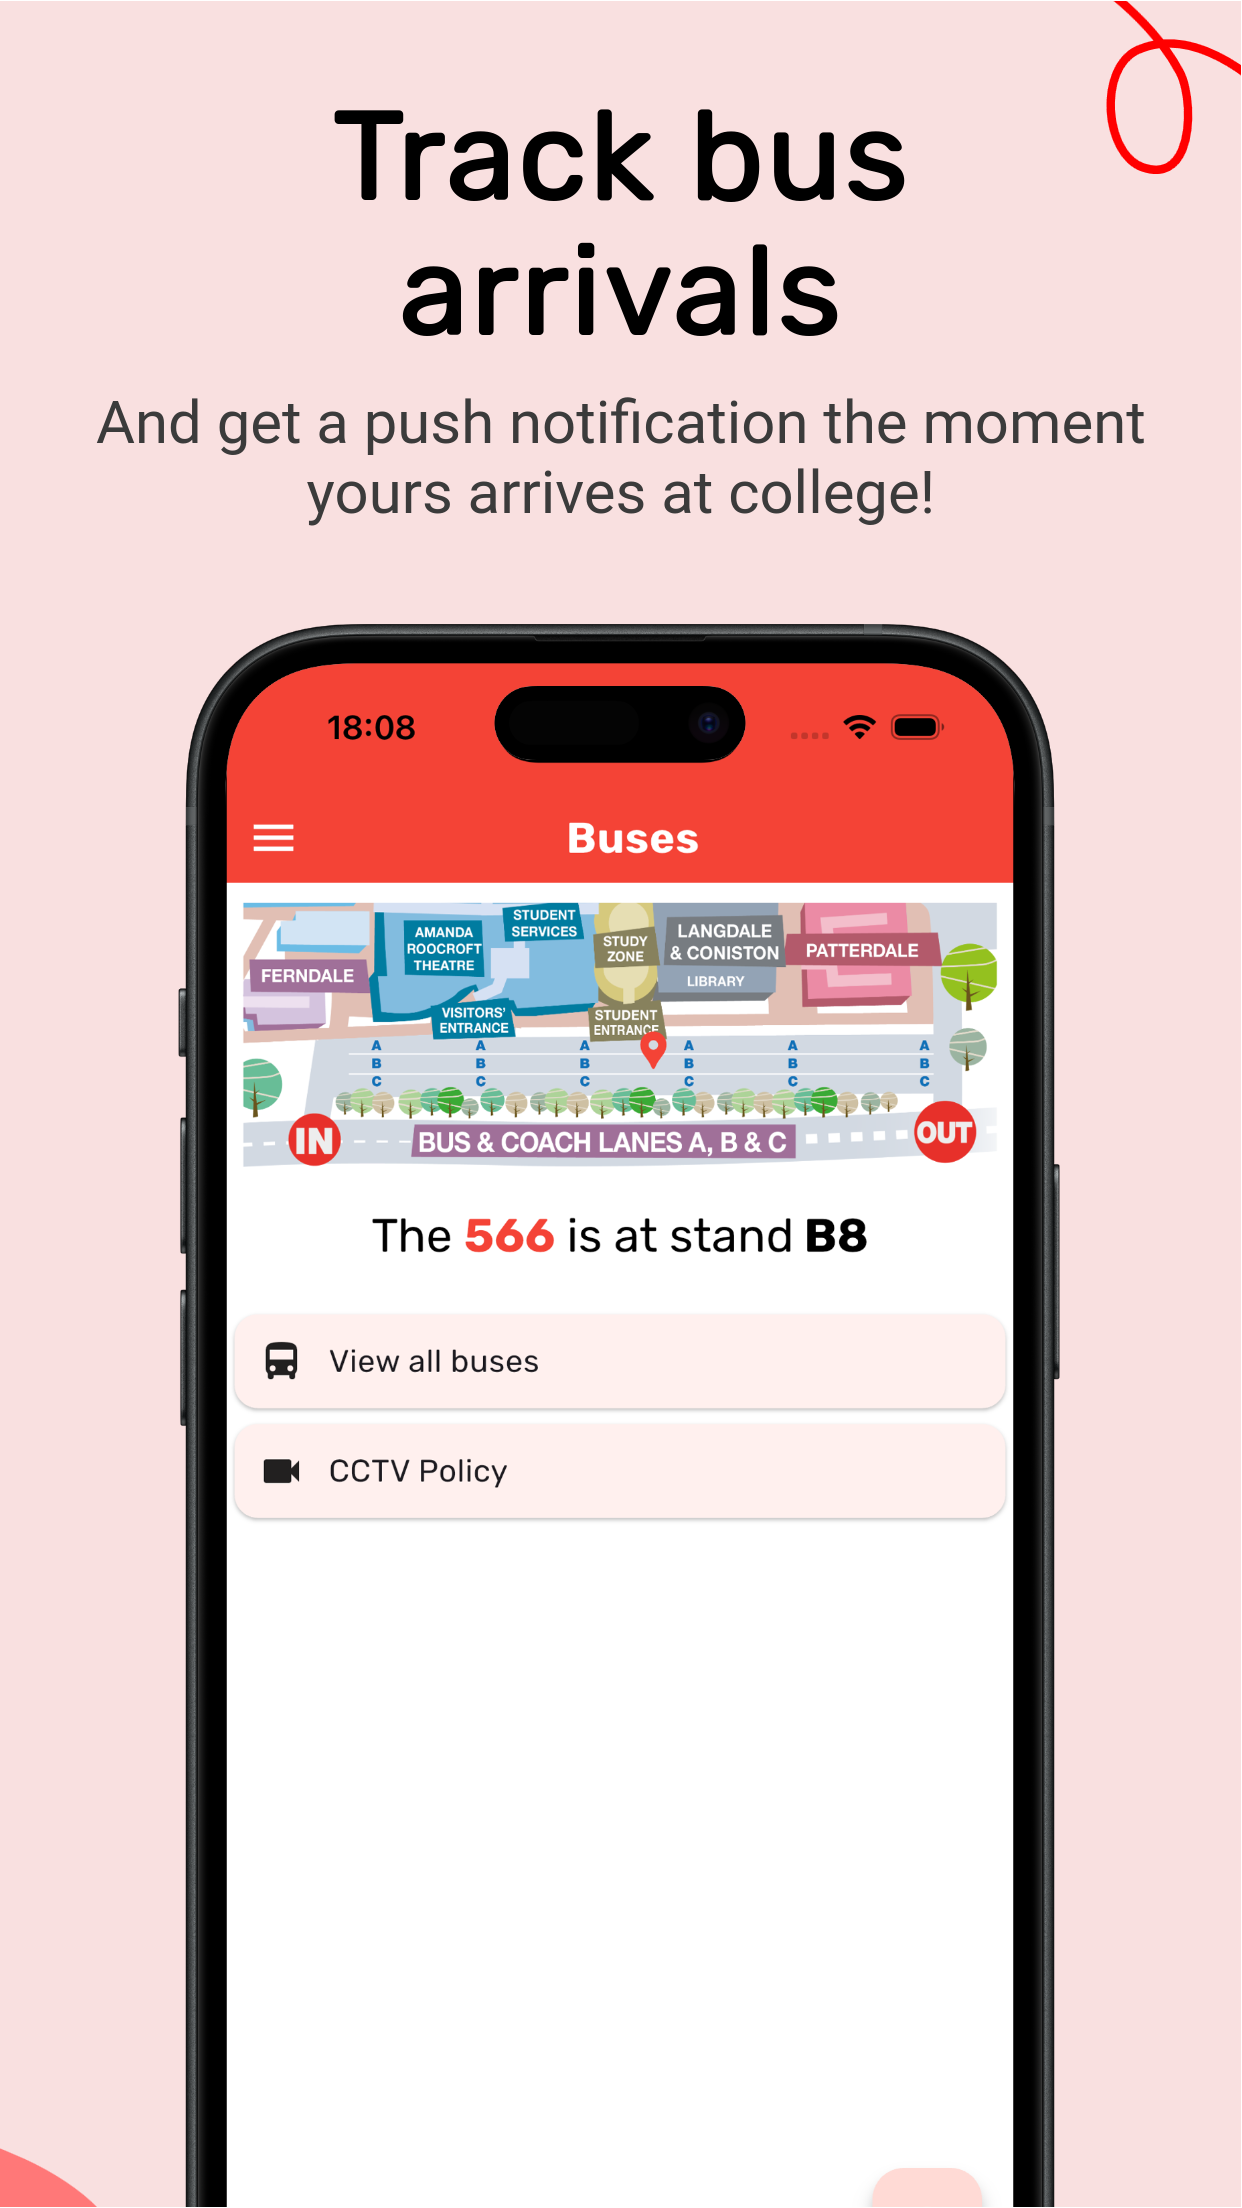 Track bus
arrivals
And get a push notification the moment
yours arrives at college!
18:08
Buses
STUDENT
SERVICES
AMANDA
ROOCROFT
THEATRE
STUDY
ZONE
LANGDALE
& CONISTON
LIBRARY
PATTERDALE
FERNDALE
VISITORS'
ENTRANCE
STUDENT
ENTRANCE
A A A A A A
B B B B B B
C C C C C C
IN
BUS & COACH LANES A, B & C
OUT
The 566 is at stand B8
View all buses
CCTV Policy